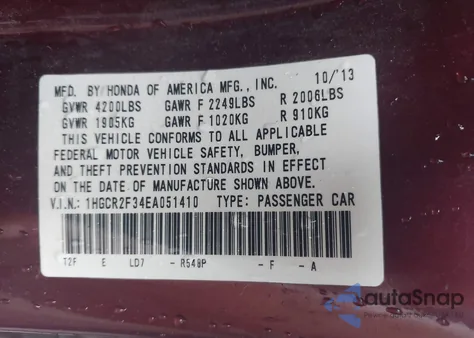 MFD. BY HONDA OF AMERICA MFG., INC. 10/'13
GVWR 4200LBS GAWR F 2249LBS R 2006LBS
GVWR 1905KG GAWR F 1020KG R 910KG
THIS VEHICLE CONFORMS TO ALL APPLICABLE
FEDERAL MOTOR VEHICLE SAFETY, BUMPER,
AND THEFT PREVENTION STANDARDS IN EFFECT
ON THE DATE OF MANUFACTURE SHOWN ABOVE.
V.I.N.: 1HGCR2F34EA051410 TYPE: PASSENGER CAR
T2F E LD7 - R548P - F - A
autoSnap